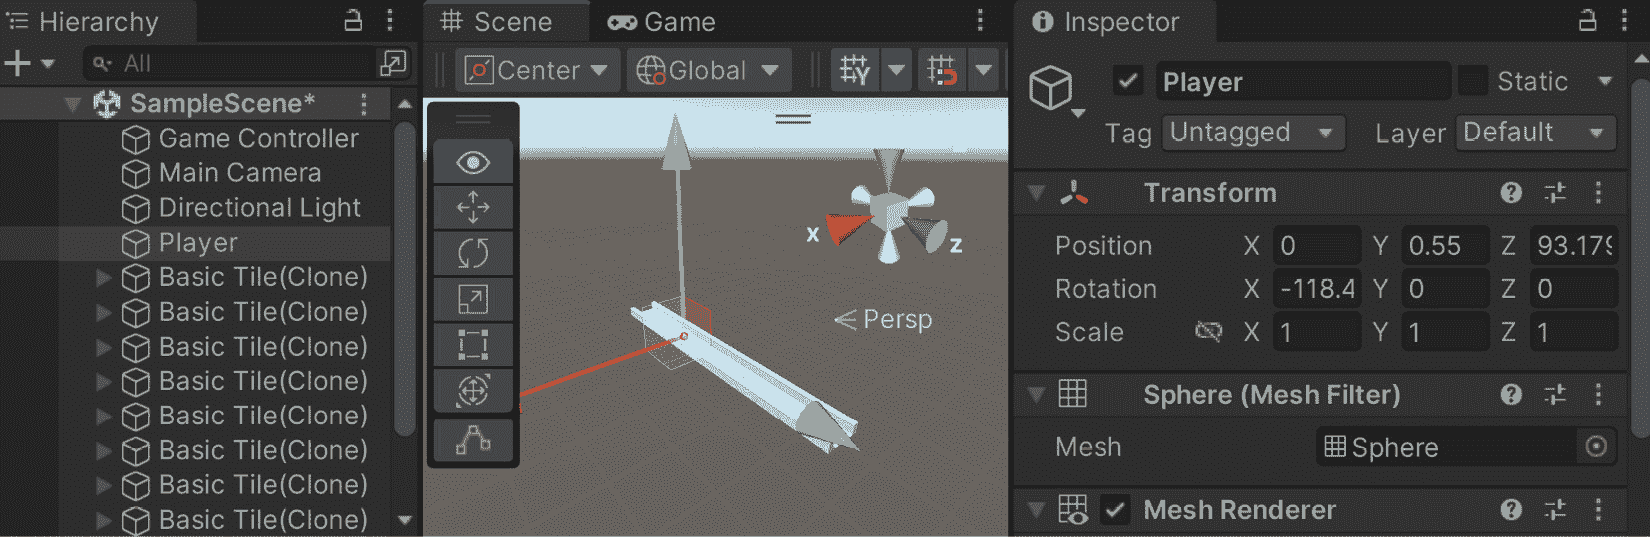 Hierarchy
All
SampleScene*
Game Controller
Main Camera
Directional Light
Player
Basic Tile(Clone)
Basic Tile(Clone)
Basic Tile(Clone)
Basic Tile(Clone)
Basic Tile(Clone)
Basic Tile(Clone)
Basic Tile(Clone)
Basic Tile(Clone)
Scene Game
Center Global
x z
Persp
Inspector
Player Static
Tag Untagged Layer Default
Transform
Position X 0 Y 0.55 Z 93.179
Rotation X -118.4 Y 0 Z 0
Scale X 1 Y 1 Z 1
Sphere (Mesh Filter)
Mesh Sphere
Mesh Renderer